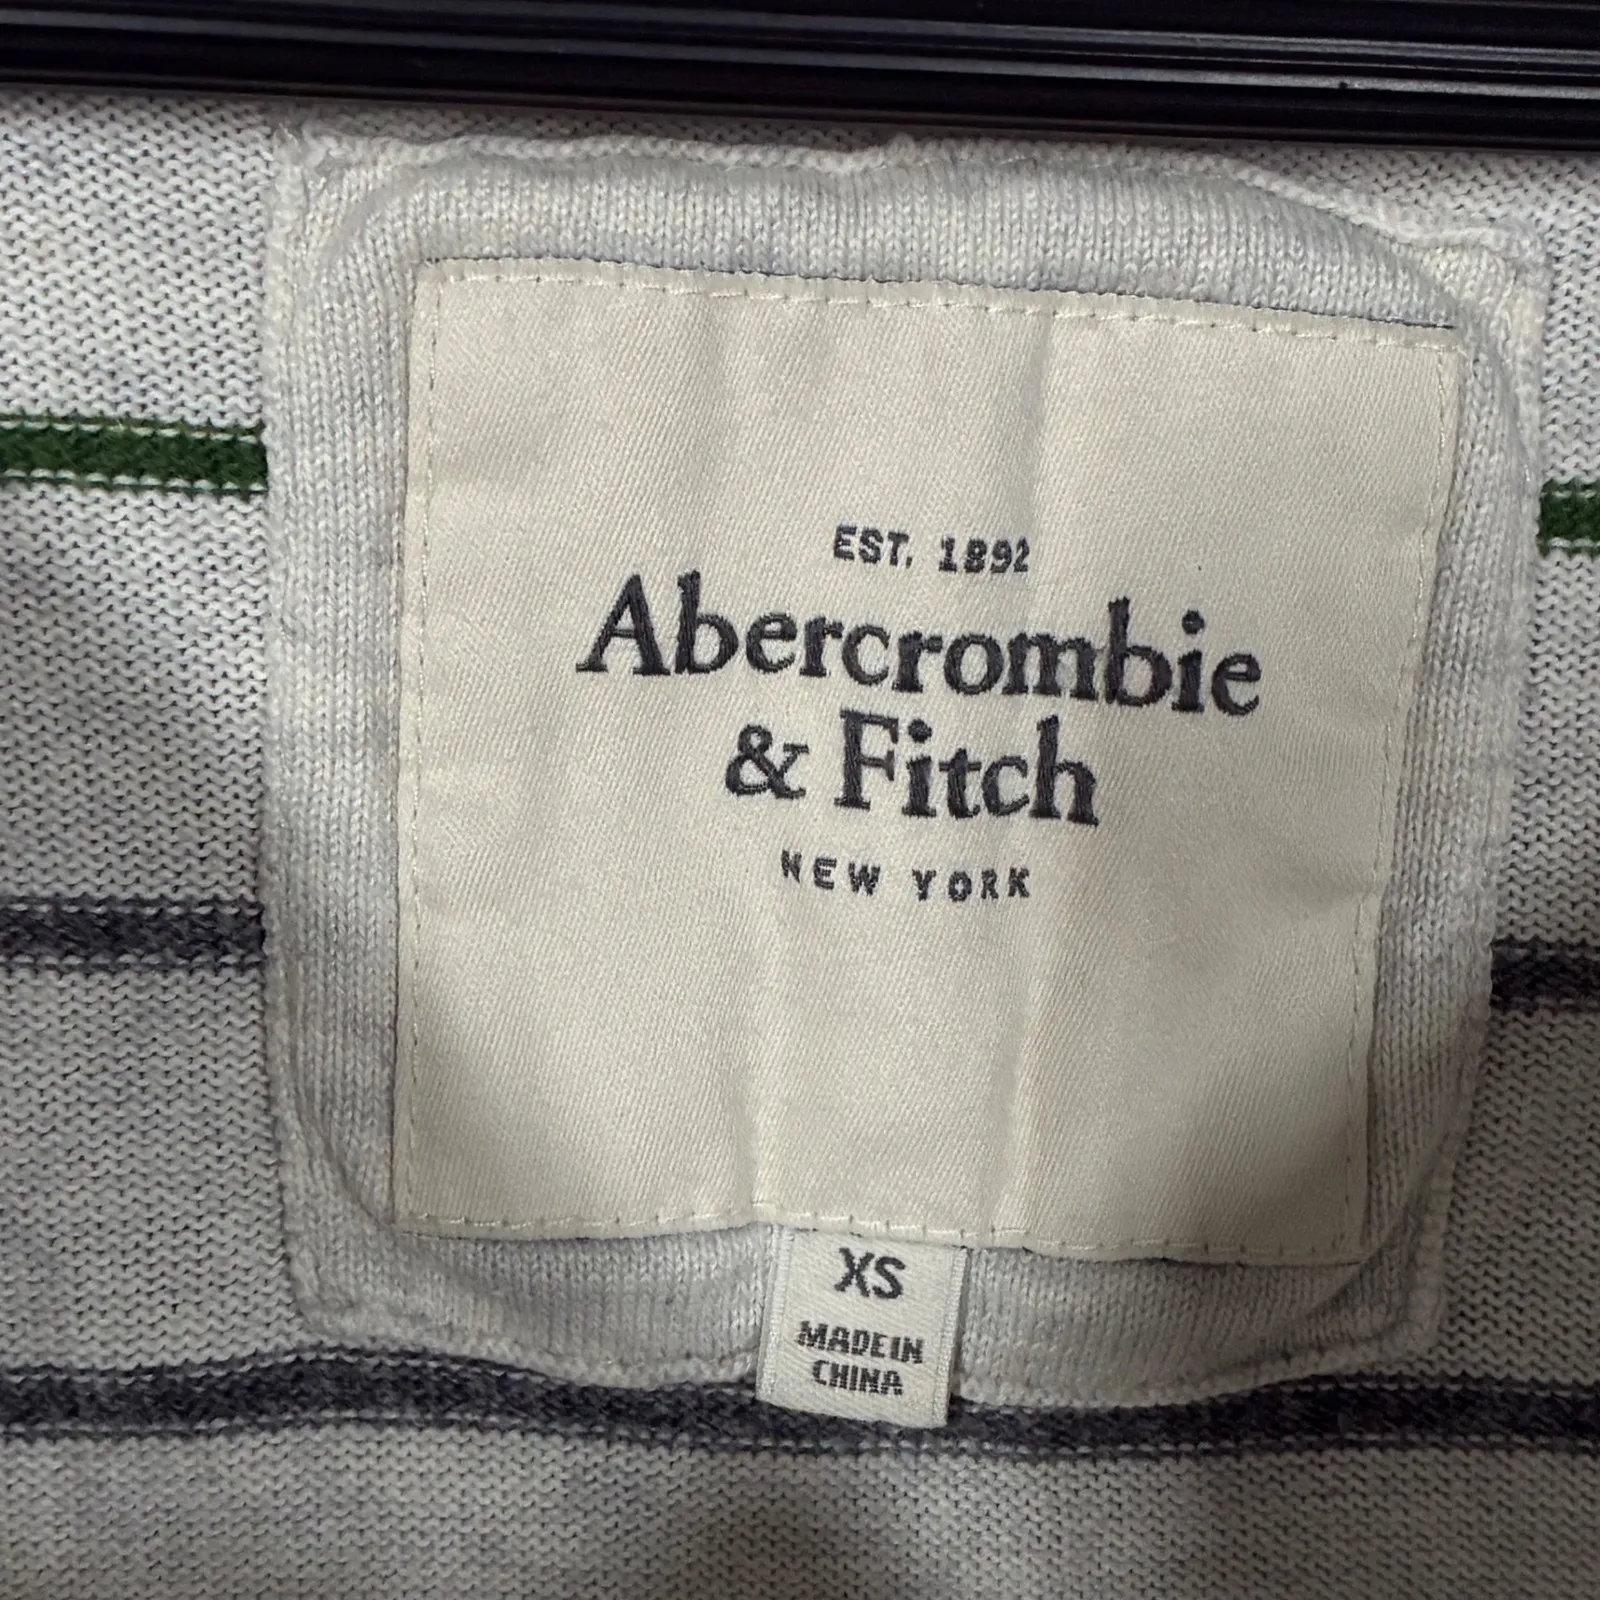 EST. 1892
Abercrombie
& Fitch
NEW YORK
XS
MADE IN
CHINA